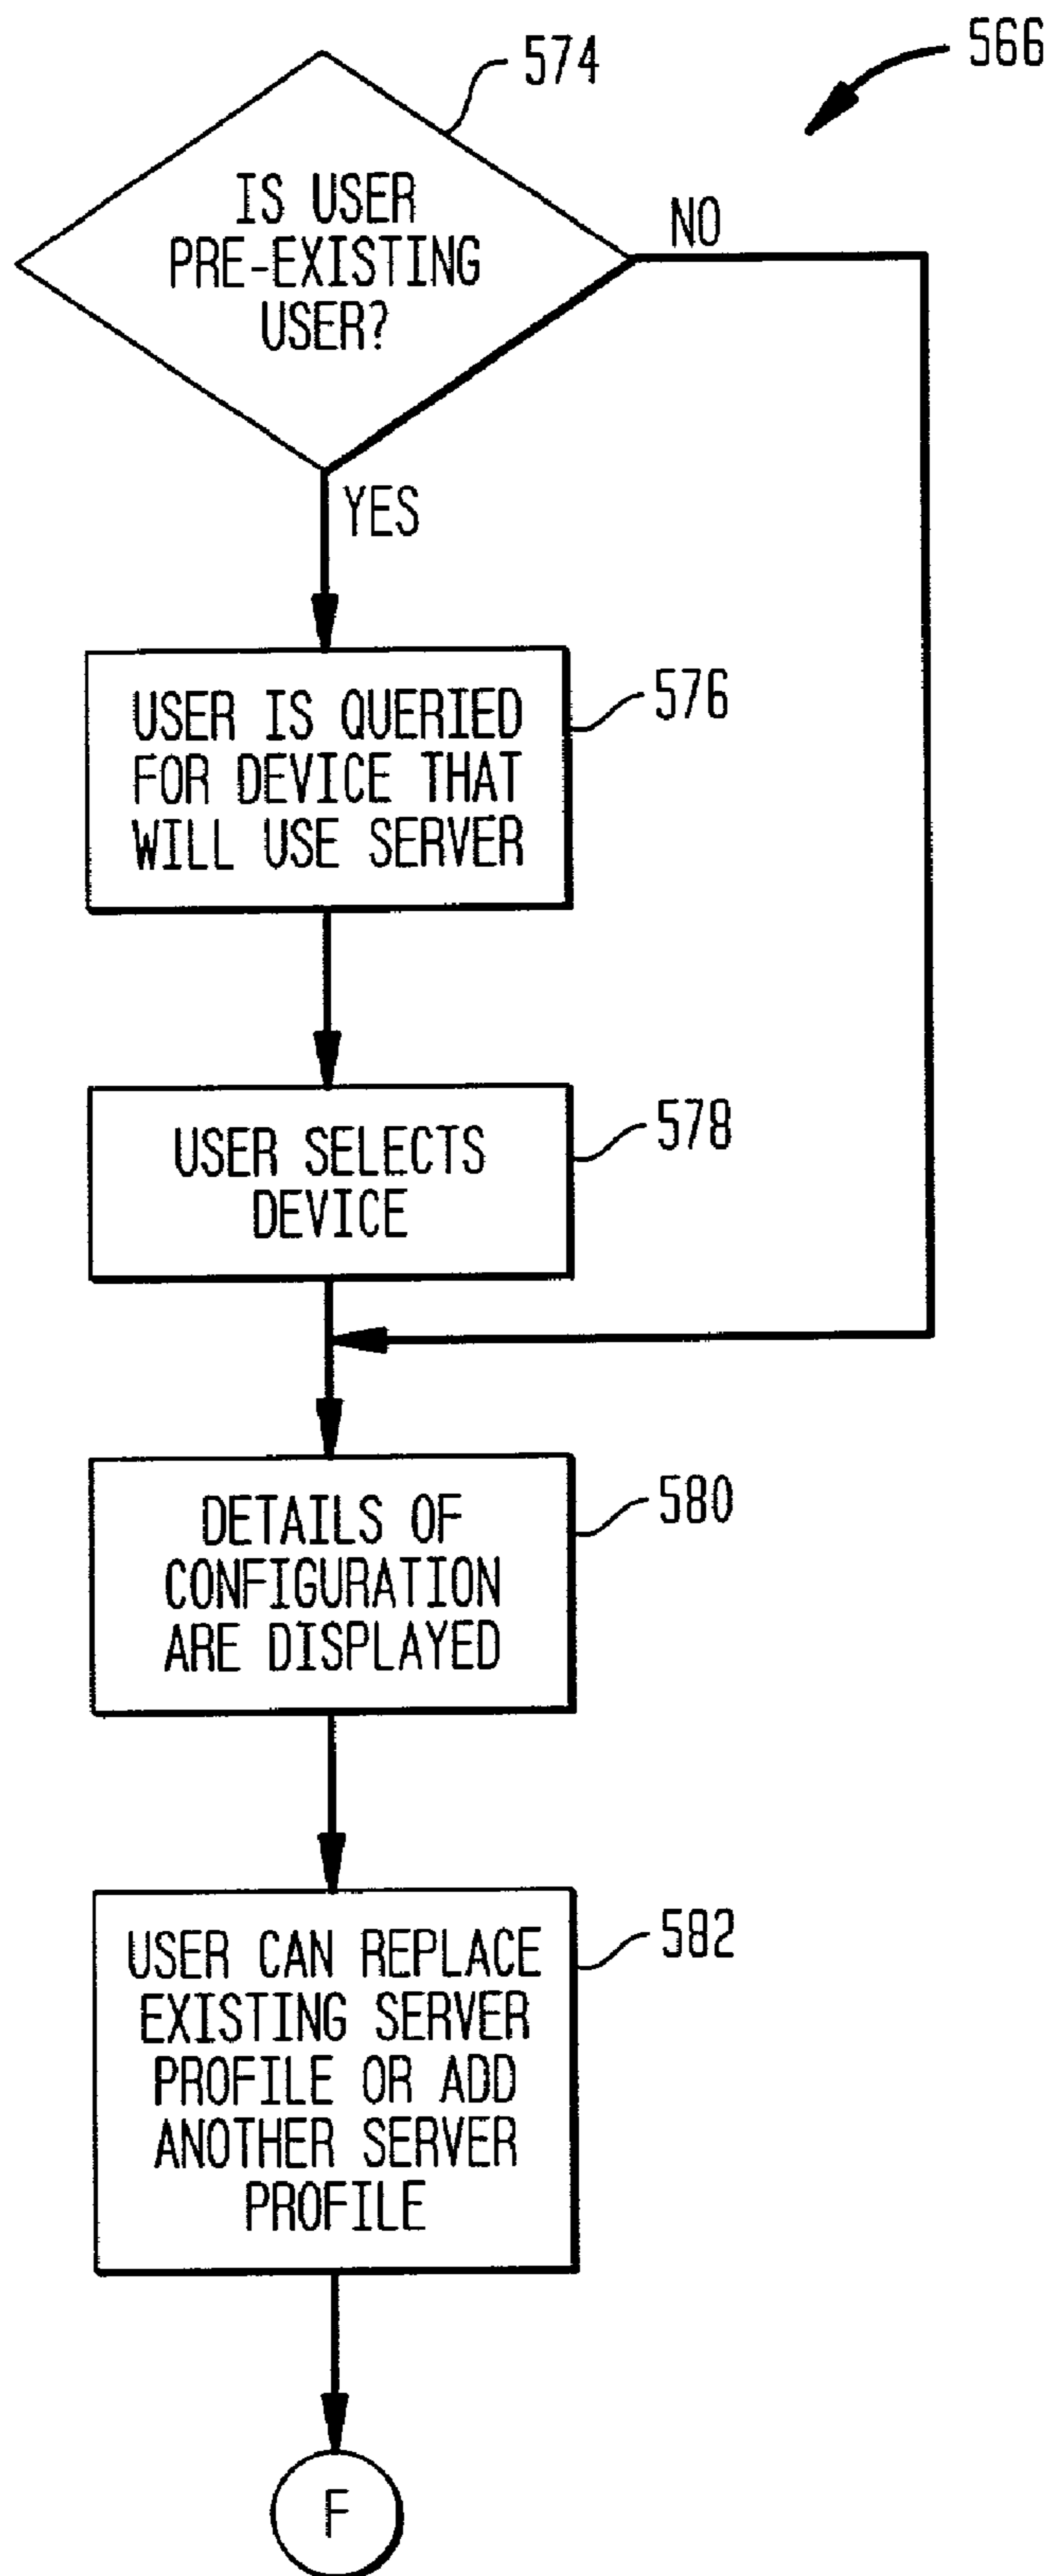 566
574
IS USER
PRE-EXISTING
USER?
NO
YES
576
USER IS QUERIED
FOR DEVICE THAT
WILL USE SERVER
578
USER SELECTS
DEVICE
580
DETAILS OF
CONFIGURATION
ARE DISPLAYED
582
USER CAN REPLACE
EXISTING SERVER
PROFILE OR ADD
ANOTHER SERVER
PROFILE
F